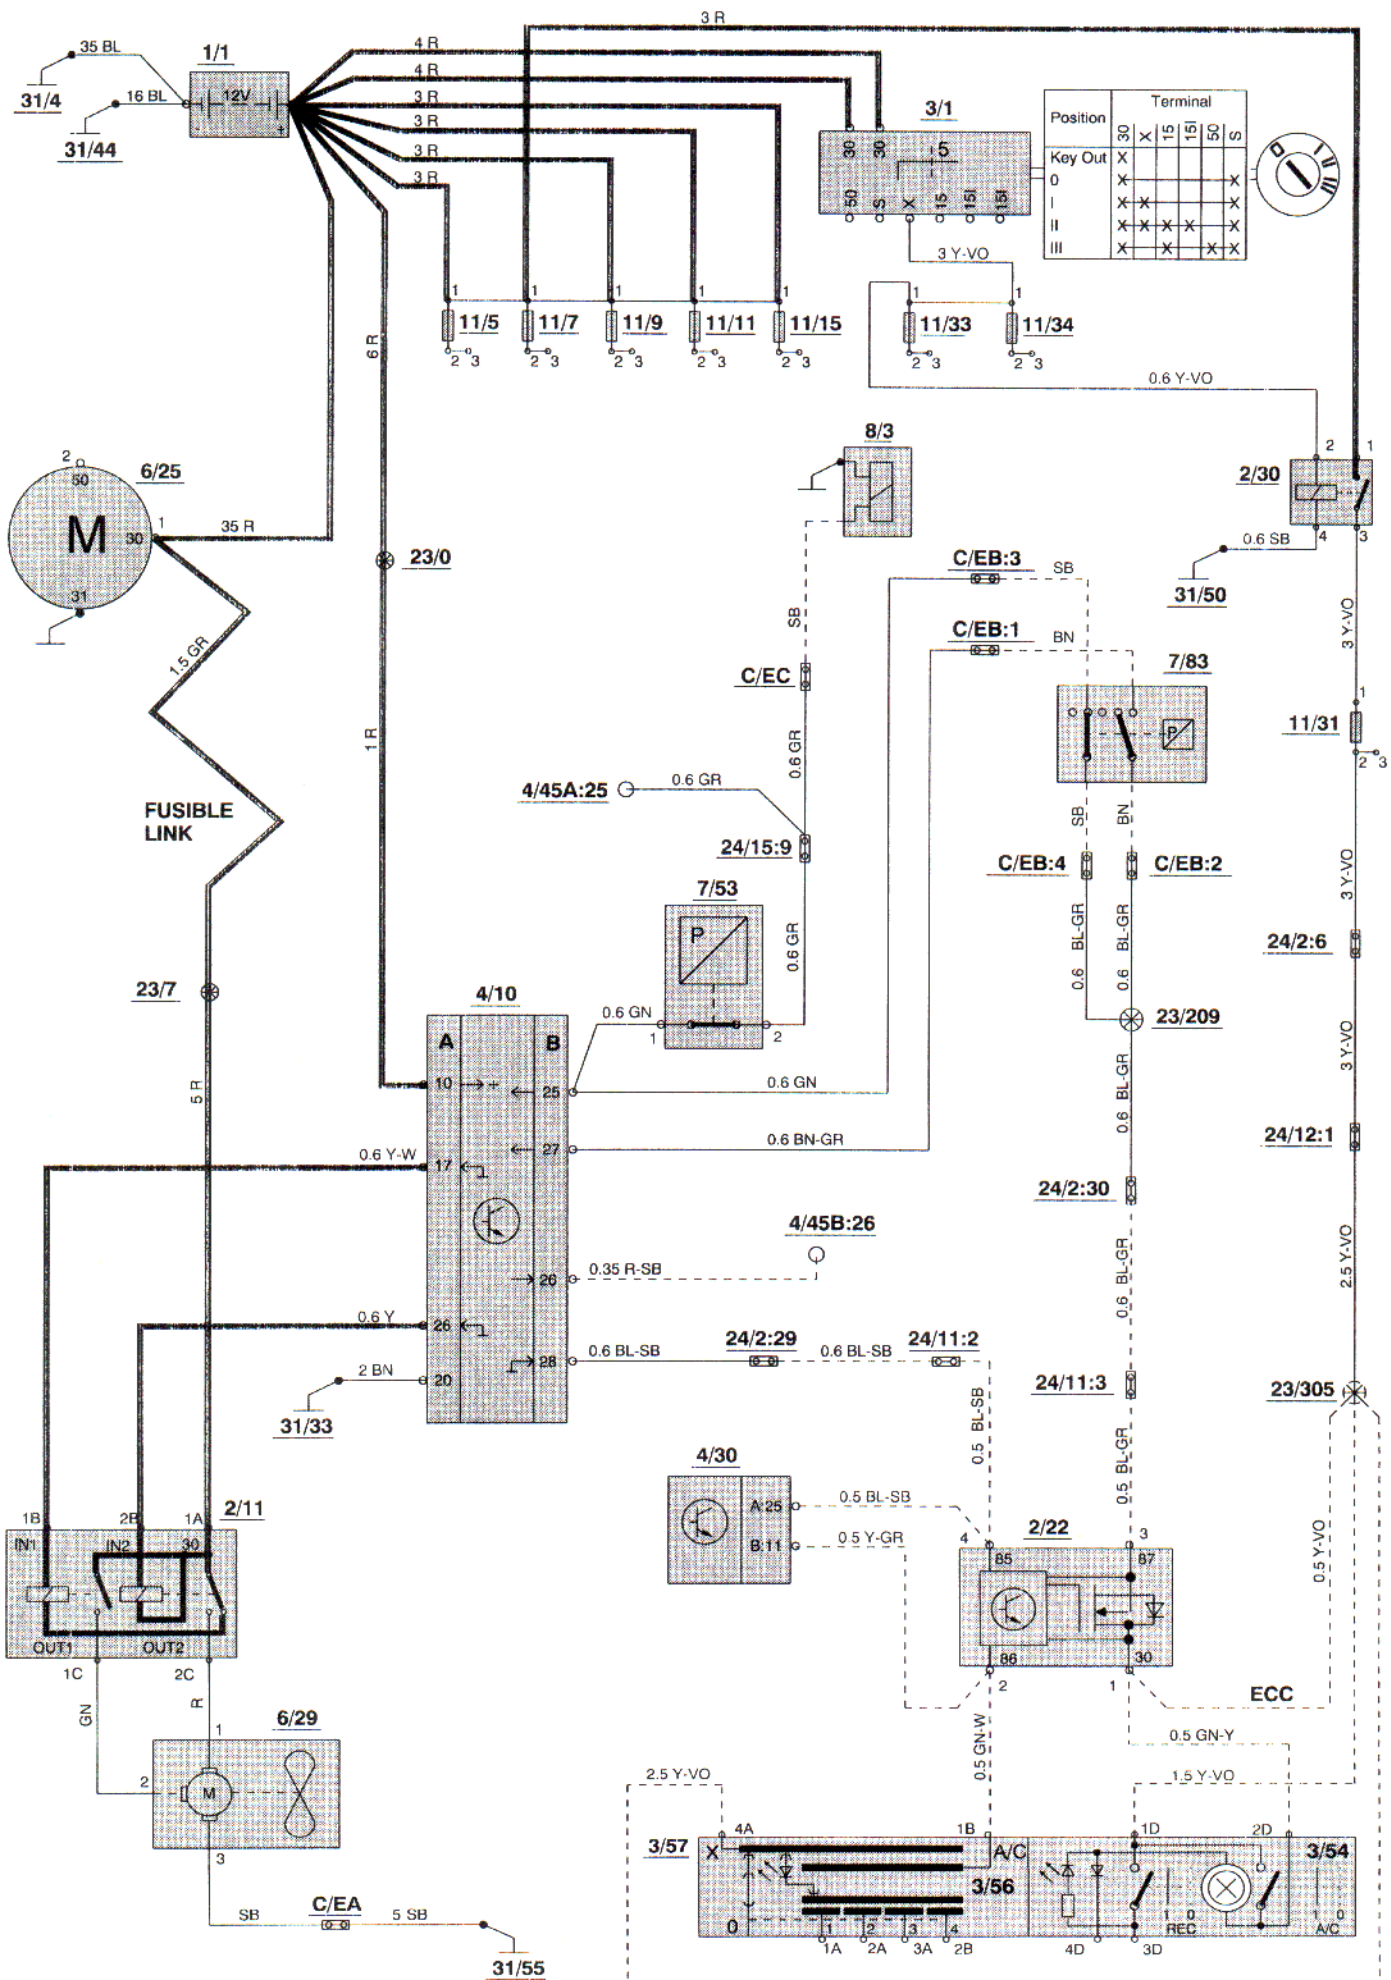 3 R
35 BL
1/1
4 R
12V
16 BL
4 R
31/4
- +
3 R
3/1
31/44
3 R
3 R
3 R
30 30 5
50 S X 15 15I 15I
Terminal
Position
30 X 15 15I 50 S
Key Out X
0 X X
I X X X
II X X X X X
III X X X X
0 I II III
3 Y-VO
1 1 1 1 1 1 1
11/5 11/7 11/9 11/11 11/15 11/33 11/34
2 3 2 3 2 3 2 3 2 3 2 3 2 3
6 R
0.6 Y-VO
8/3
2 1
2/30
2
6/25
50
M
1
30
35 R
31
0.6 SB
4 3
31/50
23/0
C/EB:3
SB
SB
C/EB:1
BN
3 Y-VO
1.5 GR
C/EC
7/83
P
1
11/31
2 3
1 R
0.6 GR
4/45A:25
0.6 GR
FUSIBLE
LINK
SB BN
24/15:9
C/EB:4 C/EB:2
7/53
P
3 Y-VO
0.6 GR
0.6 BL-GR
0.6 BL-GR
24/2:6
23/7
4/10
0.6 GN
1 2
23/209
A B
5 R
10 +
25
0.6 GN
0.6 BL-GR
3 Y-VO
24/12:1
27
0.6 BN-GR
0.6 Y-W
17
24/2:30
4/45B:26
26
0.35 R-SB
0.6 BL-GR
2.5 Y-VO
0.6 Y
26
28
0.6 BL-SB
24/2:29
0.6 BL-SB
24/11:2
2 BN
20
31/33
24/11:3
23/305
0.5 BL-SB
4/30
0.5 BL-GR
A:25
0.5 BL-SB
B:11
0.5 Y-GR
2/11
1B 2B 1A
IN1 IN2 30
OUT1 OUT2
1C 2C
4 2/22 3
85 87
86 30
2 1
0.5 Y-VO
ECC
GN R
6/29
1
2
M
3
0.5 GN-W
0.5 GN-Y
2.5 Y-VO
1.5 Y-VO
3/57
4A 1B 1D 2D
X A/C
3/56
3/54
0
1 2 3 4
1 0
REC
1 0
A/C
1A 2A 3A 2B
4D 3D
SB
C/EA
5 SB
31/55